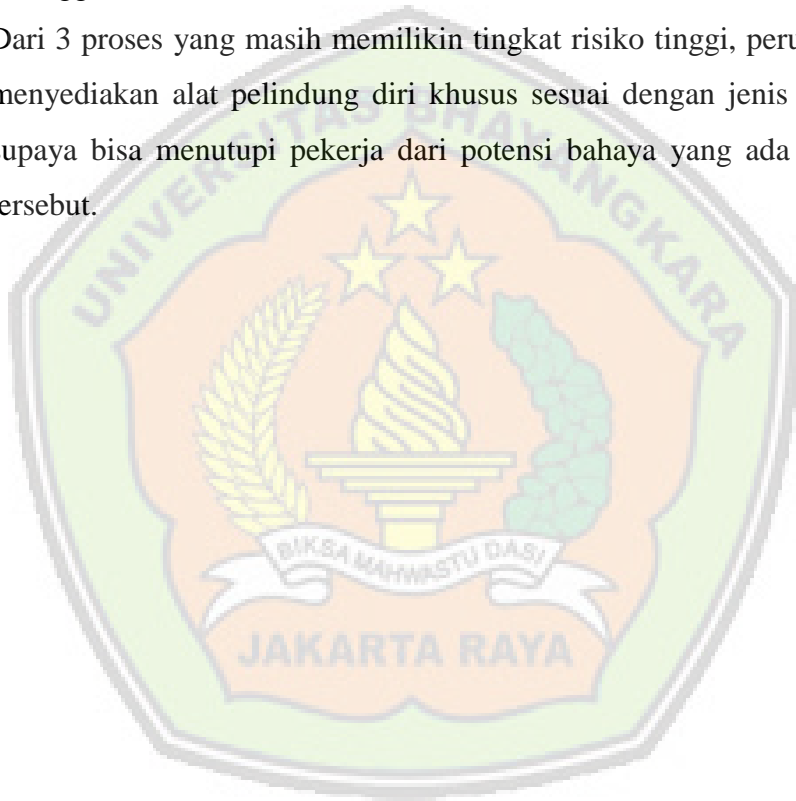 Dari 3 proses yang masih memilikin tingkat risiko tinggi, peru
menyediakan alat pelindung diri khusus sesuai dengan jenis
supaya bisa menutupi pekerja dari potensi bahaya yang ada
tersebut.
UNIVERSITAS BHAYANGKARA
BIKSA MAHWASTU DASI
JAKARTA RAYA